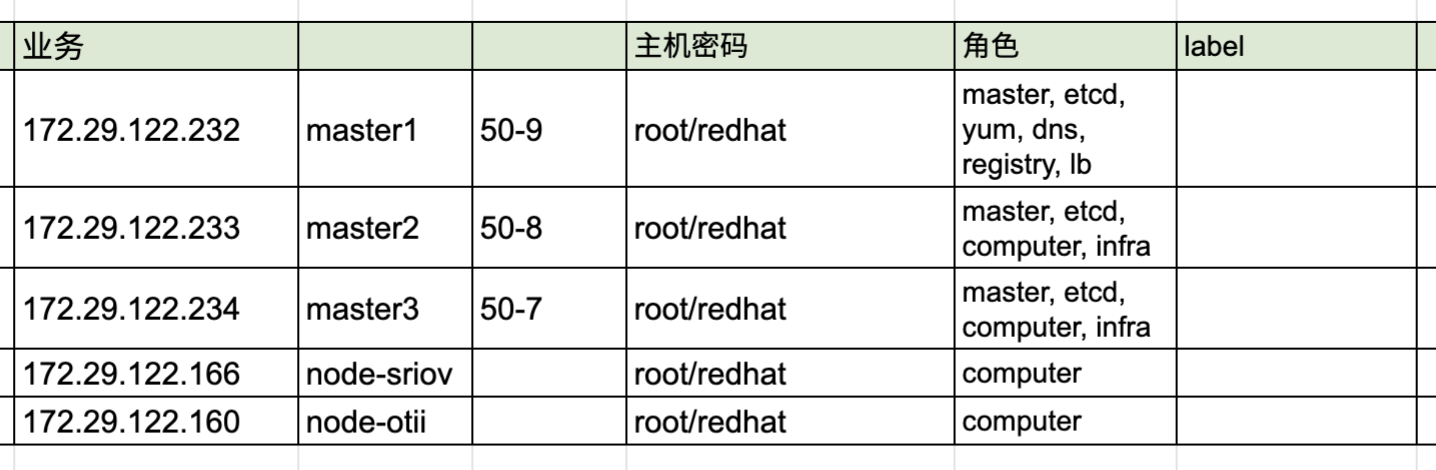 业务 主机密码 角色 label
172.29.122.232 master1 50-9 root/redhat master, etcd,
yum, dns,
registry, lb
172.29.122.233 master2 50-8 root/redhat master, etcd,
computer, infra
172.29.122.234 master3 50-7 root/redhat master, etcd,
computer, infra
172.29.122.166 node-sriov root/redhat computer
172.29.122.160 node-otii root/redhat computer